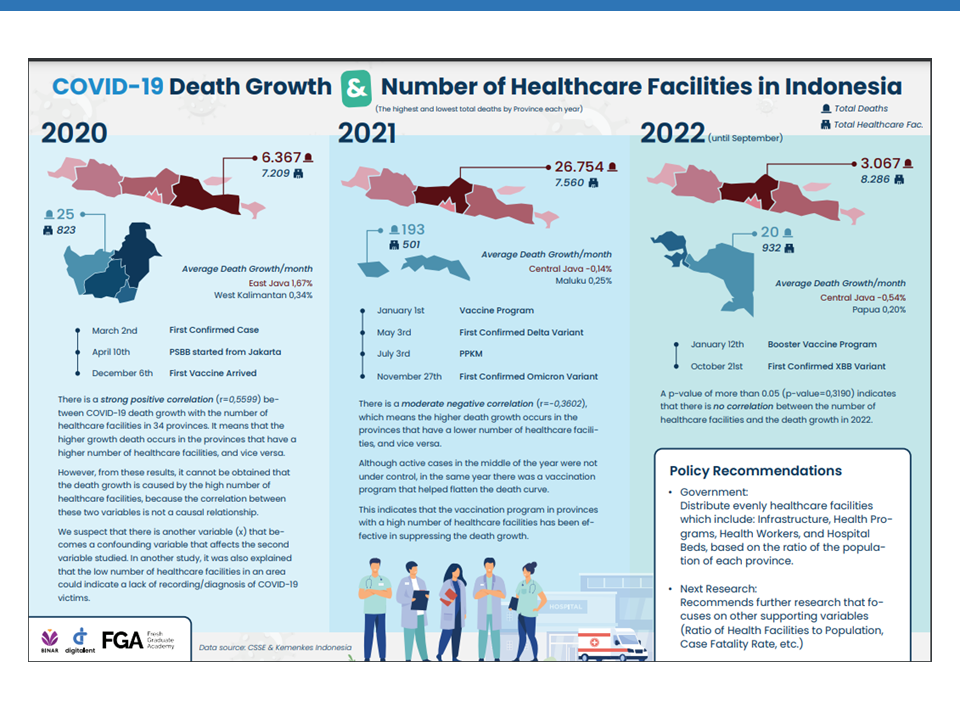 COVID-19 Death Growth & Number of Healthcare Facilities in Indonesia
(The highest and lowest total deaths by Province each year)
Total Deaths
Total Healthcare Fac.
2020
6.367
7.209
25
823
Average Death Growth/month
East Java 1,67%
West Kalimantan 0,34%
March 2nd First Confirmed Case
April 10th PSBB started from Jakarta
December 6th First Vaccine Arrived
There is a strong positive correlation (r=0,5599) be-
tween COVID-19 death growth with the number of
healthcare facilities in 34 provinces. It means that the
higher growth death occurs in the provinces that have a
higher number of healthcare facilities, and vice versa.
However, from these results, it cannot be obtained that
the death growth is caused by the high number of
healthcare facilities, because the correlation between
these two variables is not a causal relationship.
We suspect that there is another variable (x) that be-
comes a confounding variable that affects the second
variable studied. In another study, it was also explained
that the low number of healthcare facilities in an area
could indicate a lack of recording/diagnosis of COVID-19
victims.
2021
26.754
7.560
193
501
Average Death Growth/month
Central Java -0,14%
Maluku 0,25%
January 1st Vaccine Program
May 3rd First Confirmed Delta Variant
July 3rd PPKM
November 27th First Confirmed Omicron Variant
There is a moderate negative correlation (r=-0,3602),
which means the higher death growth occurs in the
provinces that have a lower number of healthcare facili-
ties, and vice versa.
Although active cases in the middle of the year were not
under control, in the same year there was a vaccination
program that helped flatten the death curve.
This indicates that the vaccination program in provinces
with a high number of healthcare facilities has been ef-
fective in suppressing the death growth.
HOSPITAL
2022 (until September)
3.067
8.286
20
932
Average Death Growth/month
Central Java -0,54%
Papua 0,20%
January 12th Booster Vaccine Program
October 21st First Confirmed XBB Variant
A p-value of more than 0.05 (p-value=0,3190) indicates
that there is no correlation between the number of
healthcare facilities and the death growth in 2022.
Policy Recommendations
• Government:
Distribute evenly healthcare facilities
which include: Infrastructure, Health Pro-
grams, Health Workers, and Hospital
Beds, based on the ratio of the popula-
tion of each province.
• Next Research:
Recommends further research that fo-
cuses on other supporting variables
(Ratio of Health Facilities to Population,
Case Fatality Rate, etc.)
BINAR
digitalent
FGA
Fresh
Graduate
Academy
Data source: CSSE & Kemenkes Indonesia